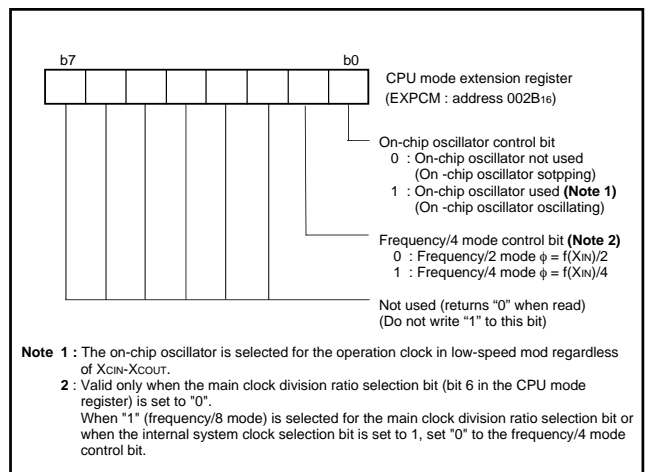 b7 b0
CPU mode extension register
(EXPCM : address 002B16)
On-chip oscillator control bit
0 : On-chip oscillator not used
(On -chip oscillator sotpping)
1 : On-chip oscillator used (Note 1)
(On -chip oscillator oscillating)
Frequency/4 mode control bit (Note 2)
0 : Frequency/2 mode φ = f(XIN)/2
1 : Frequency/4 mode φ = f(XIN)/4
Not used (returns “0” when read)
(Do not write “1” to this bit)
Note 1 : The on-chip oscillator is selected for the operation clock in low-speed mod regardless
of XCIN-XCOUT.
2 : Valid only when the main clock division ratio selection bit (bit 6 in the CPU mode
register) is set to "0".
When "1" (frequency/8 mode) is selected for the main clock division ratio selection bit or
when the internal system clock selection bit is set to 1, set "0" to the frequency/4 mode
control bit.